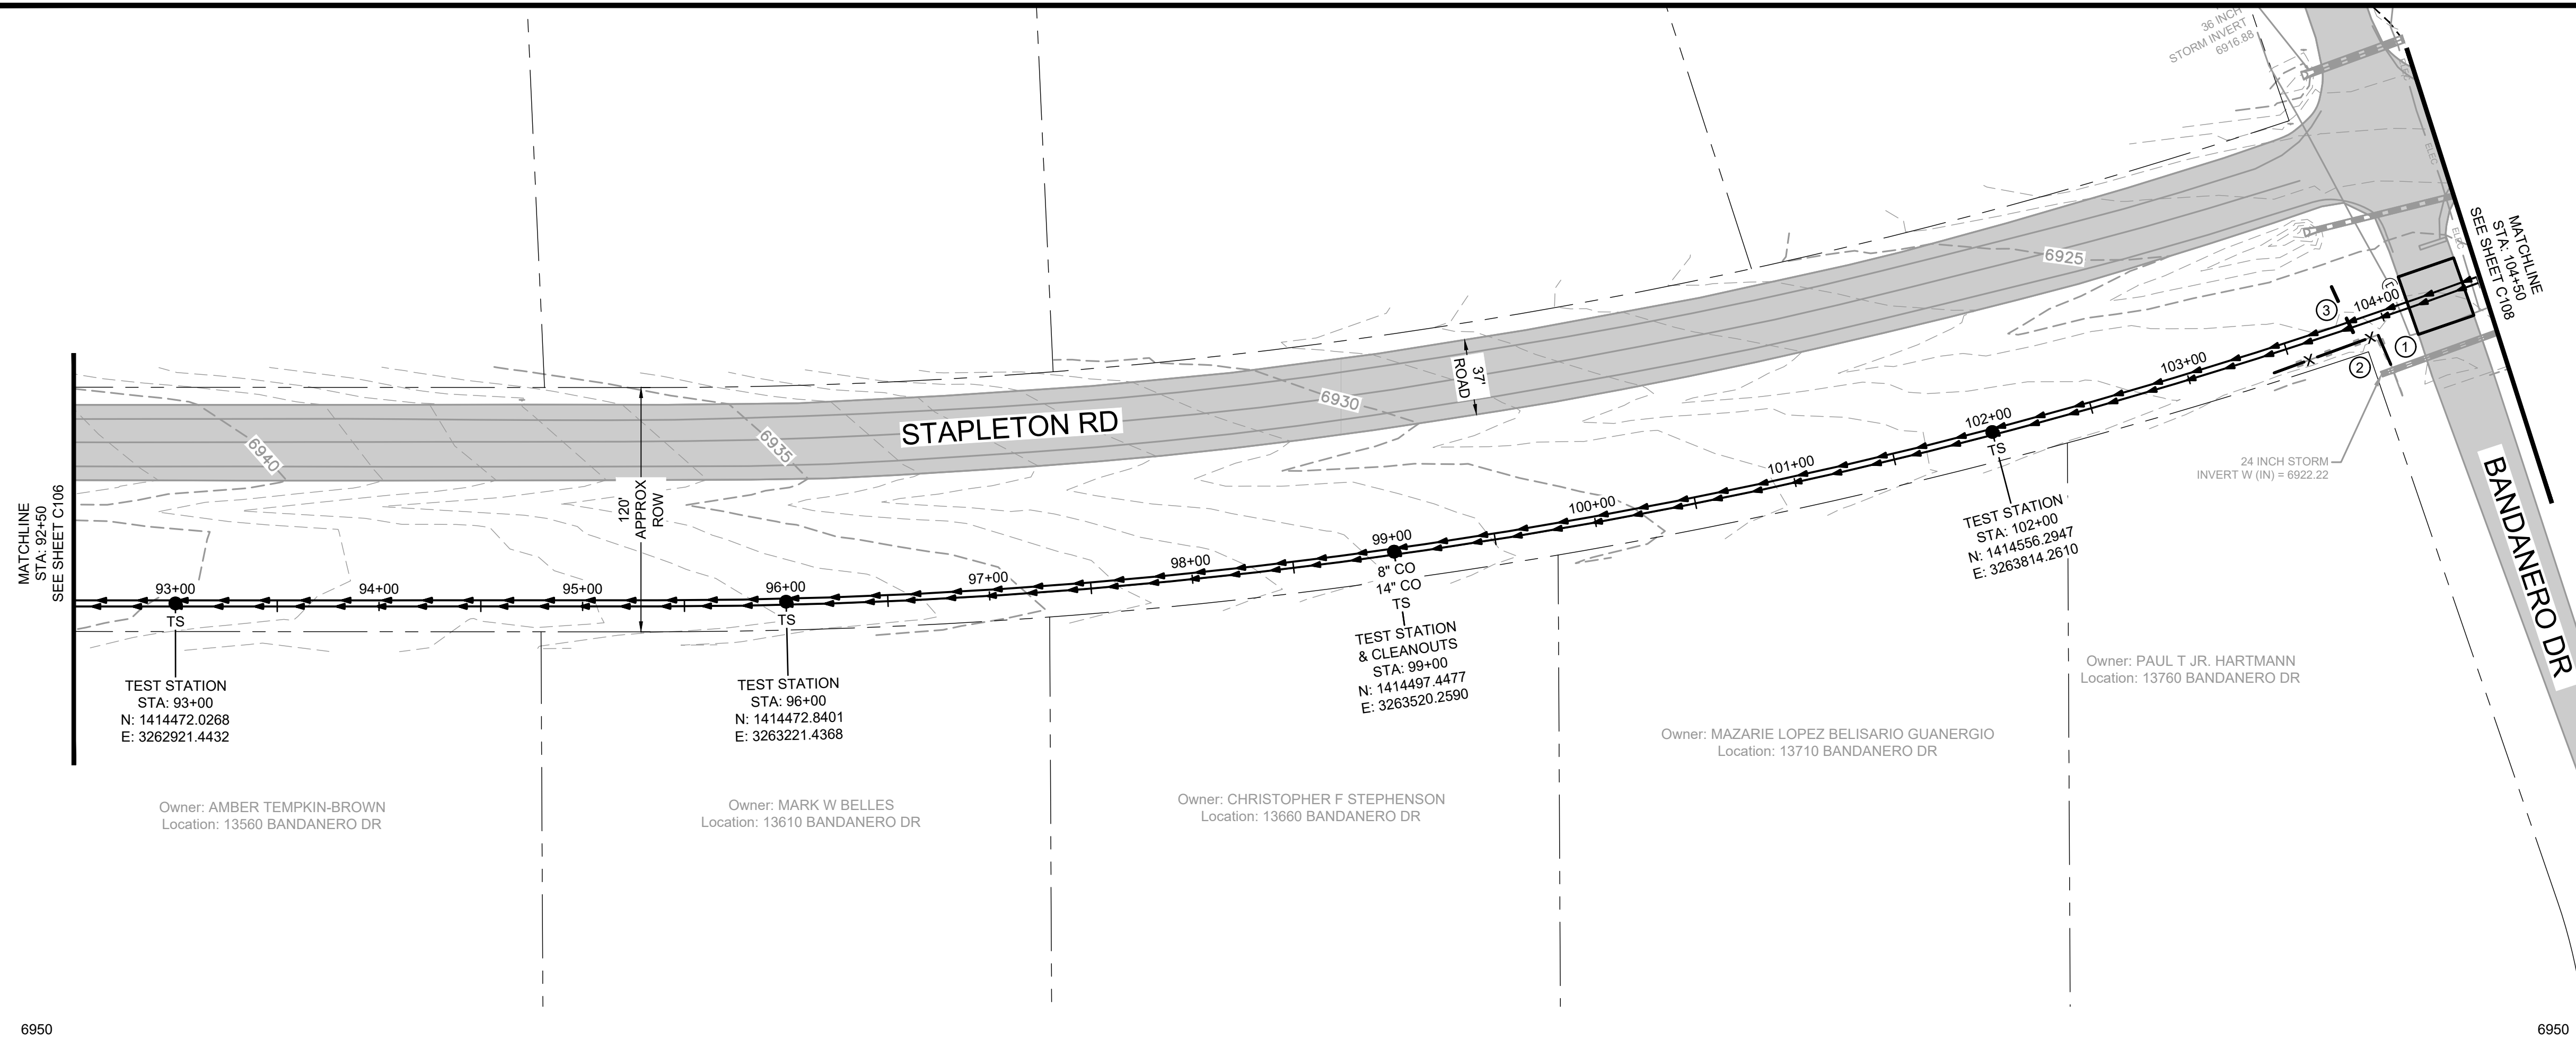 36 INCH
STORM INVERT
6916.88
ELEC
ELEC
ELEC
MATCHLINE
STA: 104+50
SEE SHEET C108
6925
3
104+00
1
2
103+00
37'
ROAD
6930
STAPLETON RD
6935
6940
102+00
TS
TEST STATION
STA: 102+00
N: 1414556.2947
E: 3263814.2610
24 INCH STORM
INVERT W (IN) = 6922.22
BANDANERO DR
101+00
100+00
120'
APPROX
ROW
MATCHLINE
STA: 92+50
SEE SHEET C106
93+00
94+00
95+00
96+00
97+00
98+00
99+00
TS
TS
8" CO
14" CO
TS
TEST STATION
& CLEANOUTS
STA: 99+00
N: 1414497.4477
E: 3263520.2590
TEST STATION
STA: 93+00
N: 1414472.0268
E: 3262921.4432
TEST STATION
STA: 96+00
N: 1414472.8401
E: 3263221.4368
Owner: PAUL T JR. HARTMANN
Location: 13760 BANDANERO DR
Owner: MAZARIE LOPEZ BELISARIO GUANERGIO
Location: 13710 BANDANERO DR
Owner: AMBER TEMPKIN-BROWN
Location: 13560 BANDANERO DR
Owner: MARK W BELLES
Location: 13610 BANDANERO DR
Owner: CHRISTOPHER F STEPHENSON
Location: 13660 BANDANERO DR
6950
6950